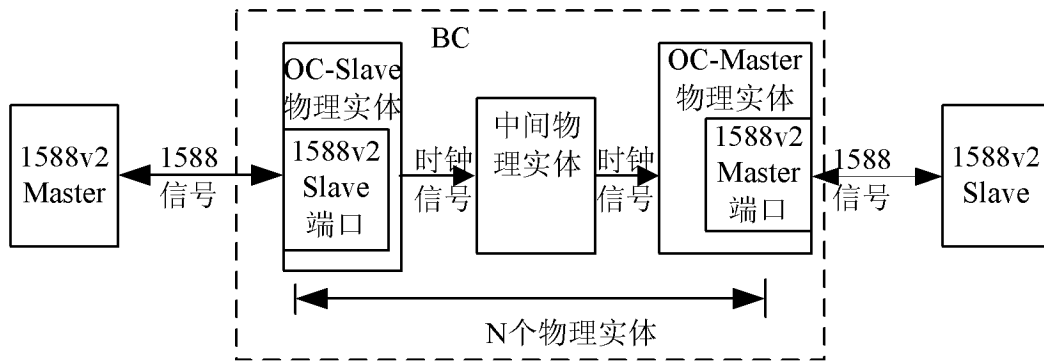 BC
1588v2
Master
1588
信号
OC-Slave
物理实体
1588v2
Slave
端口
时钟
信号
中间物
理实体
时钟
信号
OC-Master
物理实体
1588v2
Master
端口
1588
信号
1588v2
Slave
N个物理实体